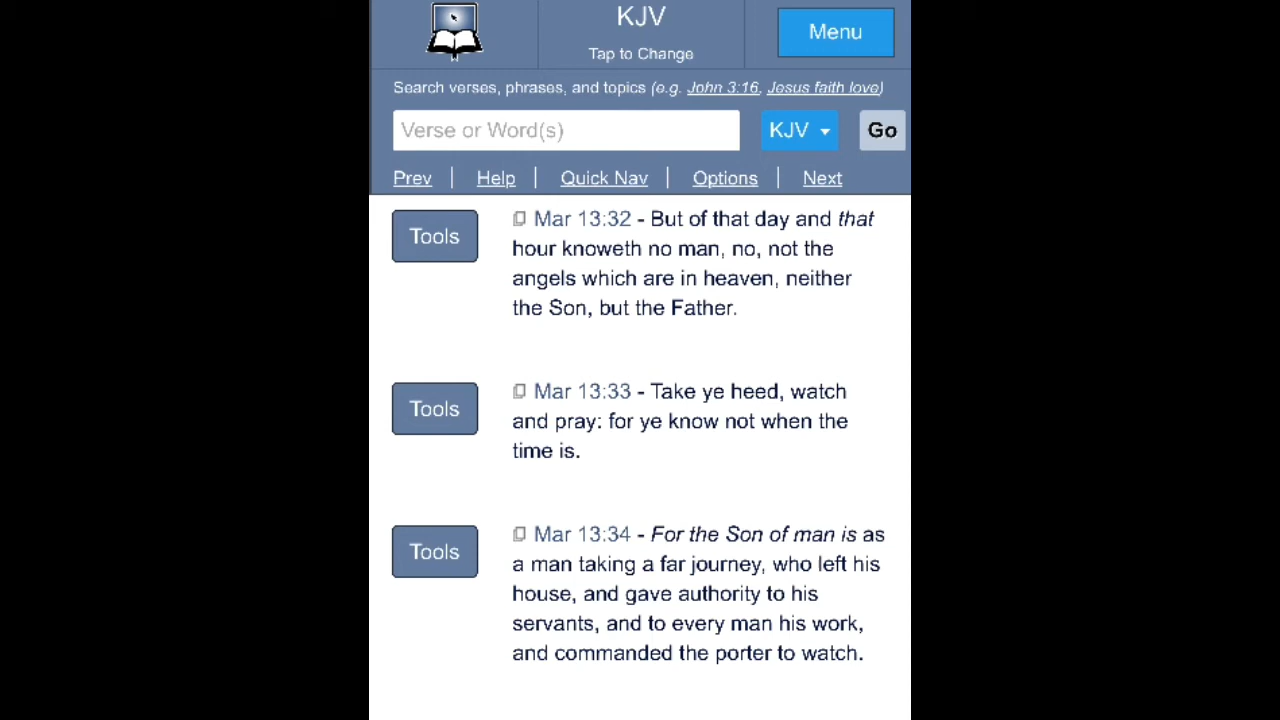 KJV
Tap to Change
Menu
Search verses, phrases, and topics (e.g. John 3:16, Jesus faith love)
Verse or Word(s)
KJV
Go
Prev | Help | Quick Nav | Options | Next
Tools
Mar 13:32 - But of that day and that
hour knoweth no man, no, not the
angels which are in heaven, neither
the Son, but the Father.
Tools
Mar 13:33 - Take ye heed, watch
and pray: for ye know not when the
time is.
Tools
Mar 13:34 - For the Son of man is as
a man taking a far journey, who left his
house, and gave authority to his
servants, and to every man his work,
and commanded the porter to watch.